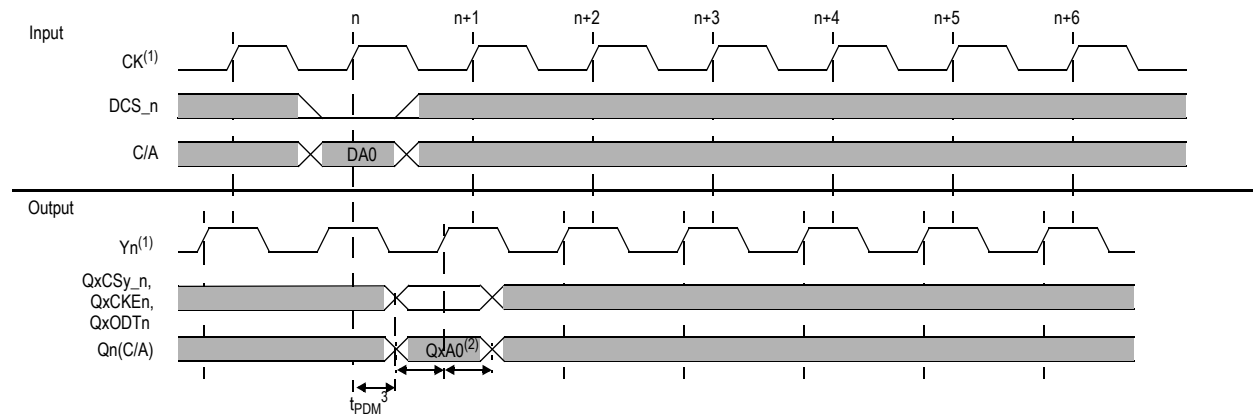 n n+1 n+2 n+3 n+4 n+5 n+6
Input
CK(1)
DCS_n
C/A
DA0
Output
Yn(1)
QxCSy_n,
QxCKEn,
QxODTn
Qn(C/A)
QxA0(2)
tPDM3